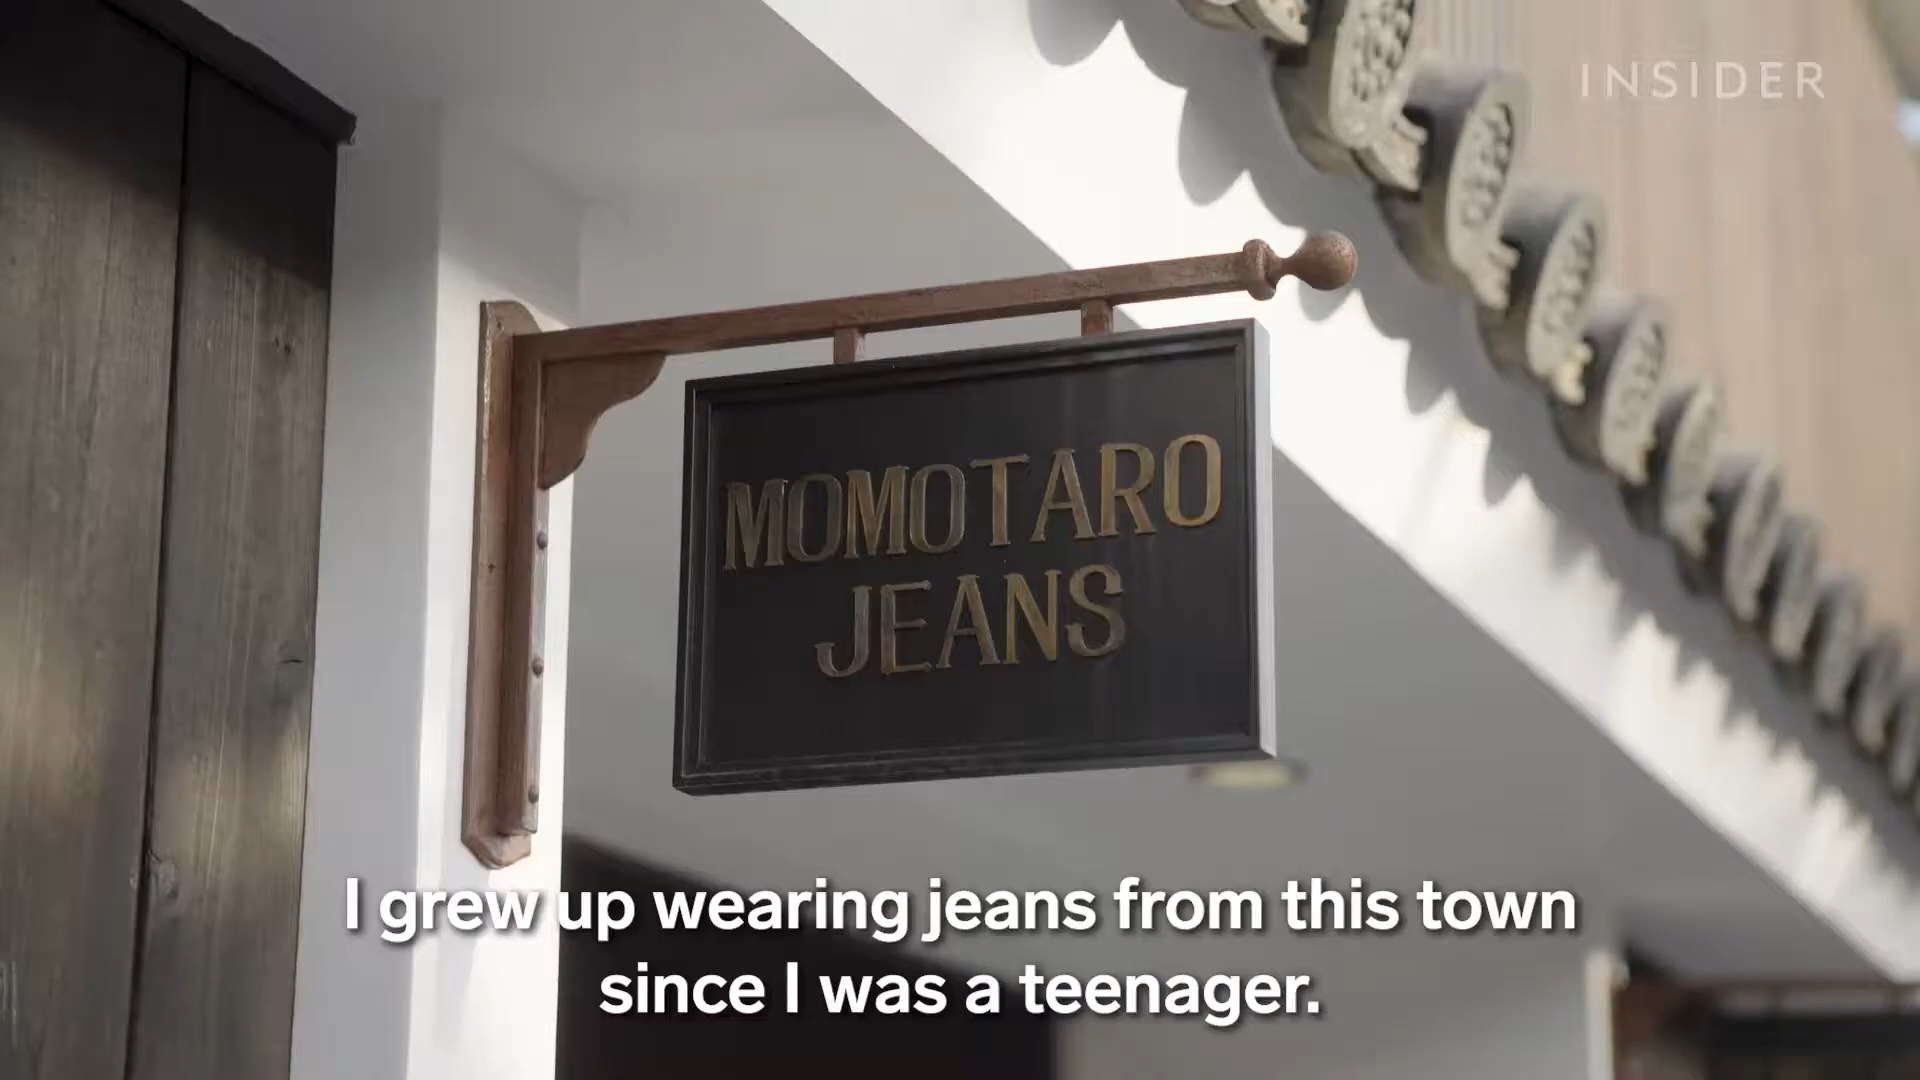 INSIDER
MOMOTARO
JEANS
I grew up wearing jeans from this town
since I was a teenager.